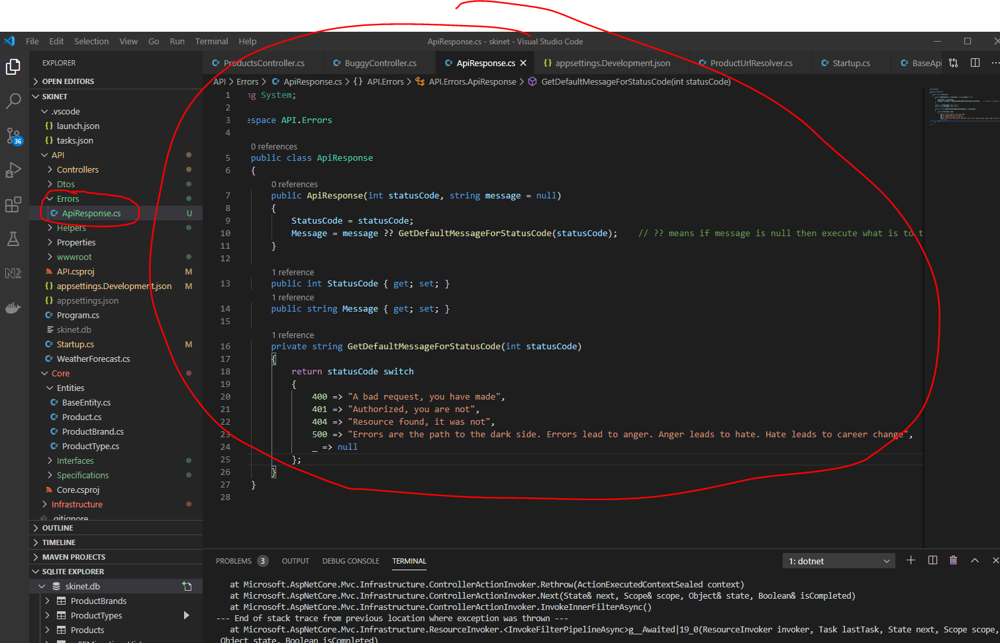 File Edit Selection View Go Run Terminal Help
ApiResponse.cs - skinet - Visual Studio Code
EXPLORER
OPEN EDITORS
SKINET
.vscode
launch.json
tasks.json
API
Controllers
Dtos
Errors
ApiResponse.cs U
Helpers
Properties
wwwroot
API.csproj M
appsettings.Development.json M
appsettings.json
Program.cs
skinet.db
Startup.cs M
WeatherForecast.cs
Core
Entities
BaseEntity.cs
Product.cs
ProductBrand.cs
ProductType.cs
Interfaces
Specifications
Core.csproj
Infrastructure
.gitignore
OUTLINE
TIMELINE
MAVEN PROJECTS
SQLITE EXPLORER
skinet.db
ProductBrands
ProductTypes
Products
36
ProductsController.cs BuggyController.cs ApiResponse.cs appsettings.Development.json ProductUrlResolver.cs Startup.cs BaseApi
API > Errors > ApiResponse.cs > {} API.Errors > API.Errors.ApiResponse > GetDefaultMessageForStatusCode(int statusCode)
1 ng System;
2
3 espace API.Errors
4
0 references
5 public class ApiResponse
6 {
0 references
7 public ApiResponse(int statusCode, string message = null)
8 {
9 StatusCode = statusCode;
10 Message = message ?? GetDefaultMessageForStatusCode(statusCode); // ?? means if message is null then execute what is to t
11 }
12
1 reference
13 public int StatusCode { get; set; }
1 reference
14 public string Message { get; set; }
15
1 reference
16 private string GetDefaultMessageForStatusCode(int statusCode)
17 {
18 return statusCode switch
19 {
20 400 => "A bad request, you have made",
21 401 => "Authorized, you are not",
22 404 => "Resource found, it was not",
23 500 => "Errors are the path to the dark side. Errors lead to anger. Anger leads to hate. Hate leads to career change",
24 _ => null
25 };
26 }
27 }
28
PROBLEMS 3 OUTPUT DEBUG CONSOLE TERMINAL
1: dotnet
at Microsoft.AspNetCore.Mvc.Infrastructure.ControllerActionInvoker.Rethrow(ActionExecutedContextSealed context)
at Microsoft.AspNetCore.Mvc.Infrastructure.ControllerActionInvoker.Next(State& next, Scope& scope, Object& state, Boolean& isCompleted)
at Microsoft.AspNetCore.Mvc.Infrastructure.ControllerActionInvoker.InvokeInnerFilterAsync()
--- End of stack trace from previous location where exception was thrown ---
at Microsoft.AspNetCore.Mvc.Infrastructure.ResourceInvoker.<InvokeFilterPipelineAsync>g__Awaited|19_0(ResourceInvoker invoker, Task lastTask, State next, Scope scope,
Object state, Boolean isCompleted)